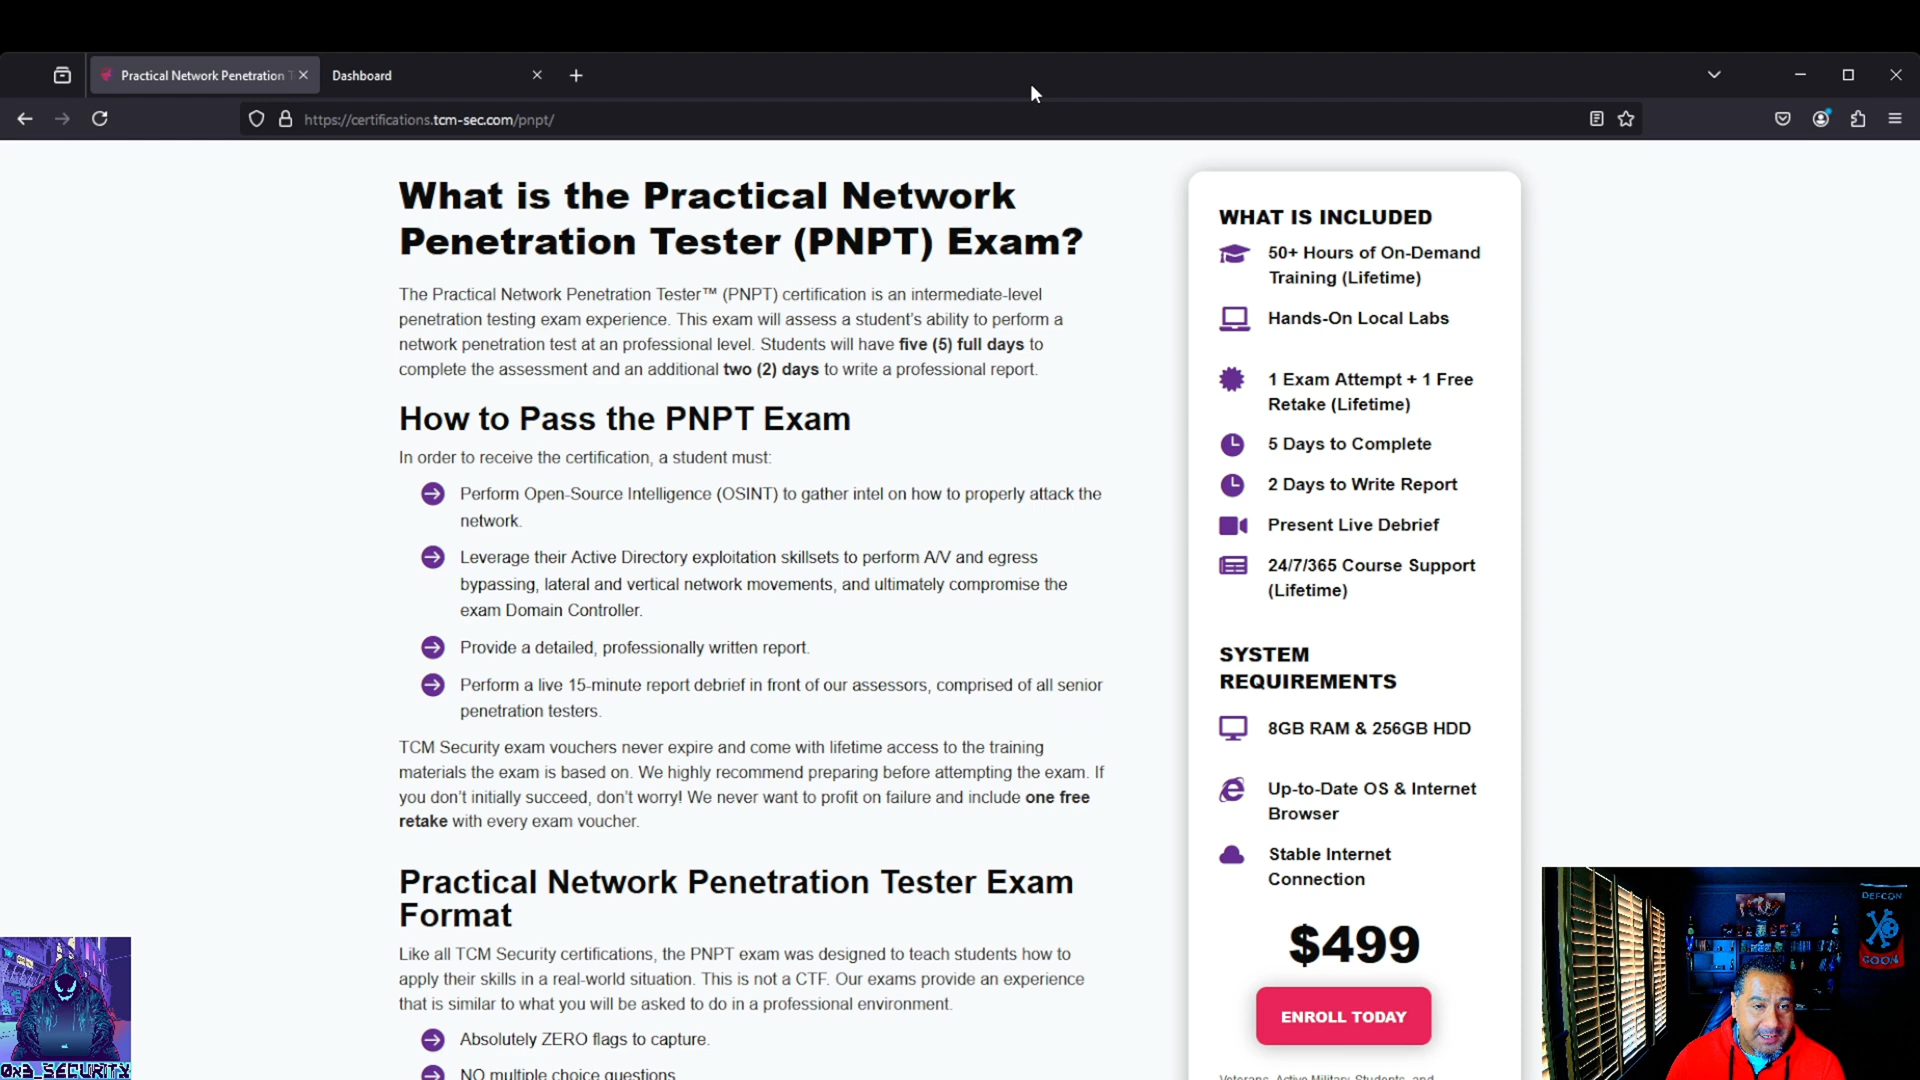 Practical Network Penetration T
Dashboard
https://certifications.tcm-sec.com/pnpt/
What is the Practical Network
Penetration Tester (PNPT) Exam?
The Practical Network Penetration Tester™ (PNPT) certification is an intermediate-level
penetration testing exam experience. This exam will assess a student's ability to perform a
network penetration test at an professional level. Students will have five (5) full days to
complete the assessment and an additional two (2) days to write a professional report.
How to Pass the PNPT Exam
In order to receive the certification, a student must:
Perform Open-Source Intelligence (OSINT) to gather intel on how to properly attack the
network.
Leverage their Active Directory exploitation skillsets to perform A/V and egress
bypassing, lateral and vertical network movements, and ultimately compromise the
exam Domain Controller.
Provide a detailed, professionally written report.
Perform a live 15-minute report debrief in front of our assessors, comprised of all senior
penetration testers.
TCM Security exam vouchers never expire and come with lifetime access to the training
materials the exam is based on. We highly recommend preparing before attempting the exam. If
you don't initially succeed, don't worry! We never want to profit on failure and include one free
retake with every exam voucher.
Practical Network Penetration Tester Exam
Format
Like all TCM Security certifications, the PNPT exam was designed to teach students how to
apply their skills in a real-world situation. This is not a CTF. Our exams provide an experience
that is similar to what you will be asked to do in a professional environment.
Absolutely ZERO flags to capture.
NO multiple choice questions
WHAT IS INCLUDED
50+ Hours of On-Demand
Training (Lifetime)
Hands-On Local Labs
1 Exam Attempt + 1 Free
Retake (Lifetime)
5 Days to Complete
2 Days to Write Report
Present Live Debrief
24/7/365 Course Support
(Lifetime)
SYSTEM
REQUIREMENTS
8GB RAM & 256GB HDD
Up-to-Date OS & Internet
Browser
Stable Internet
Connection
$499
ENROLL TODAY
Veterans, Active Military, Students, and
DEFCON
GOON
0x3_SECURITY